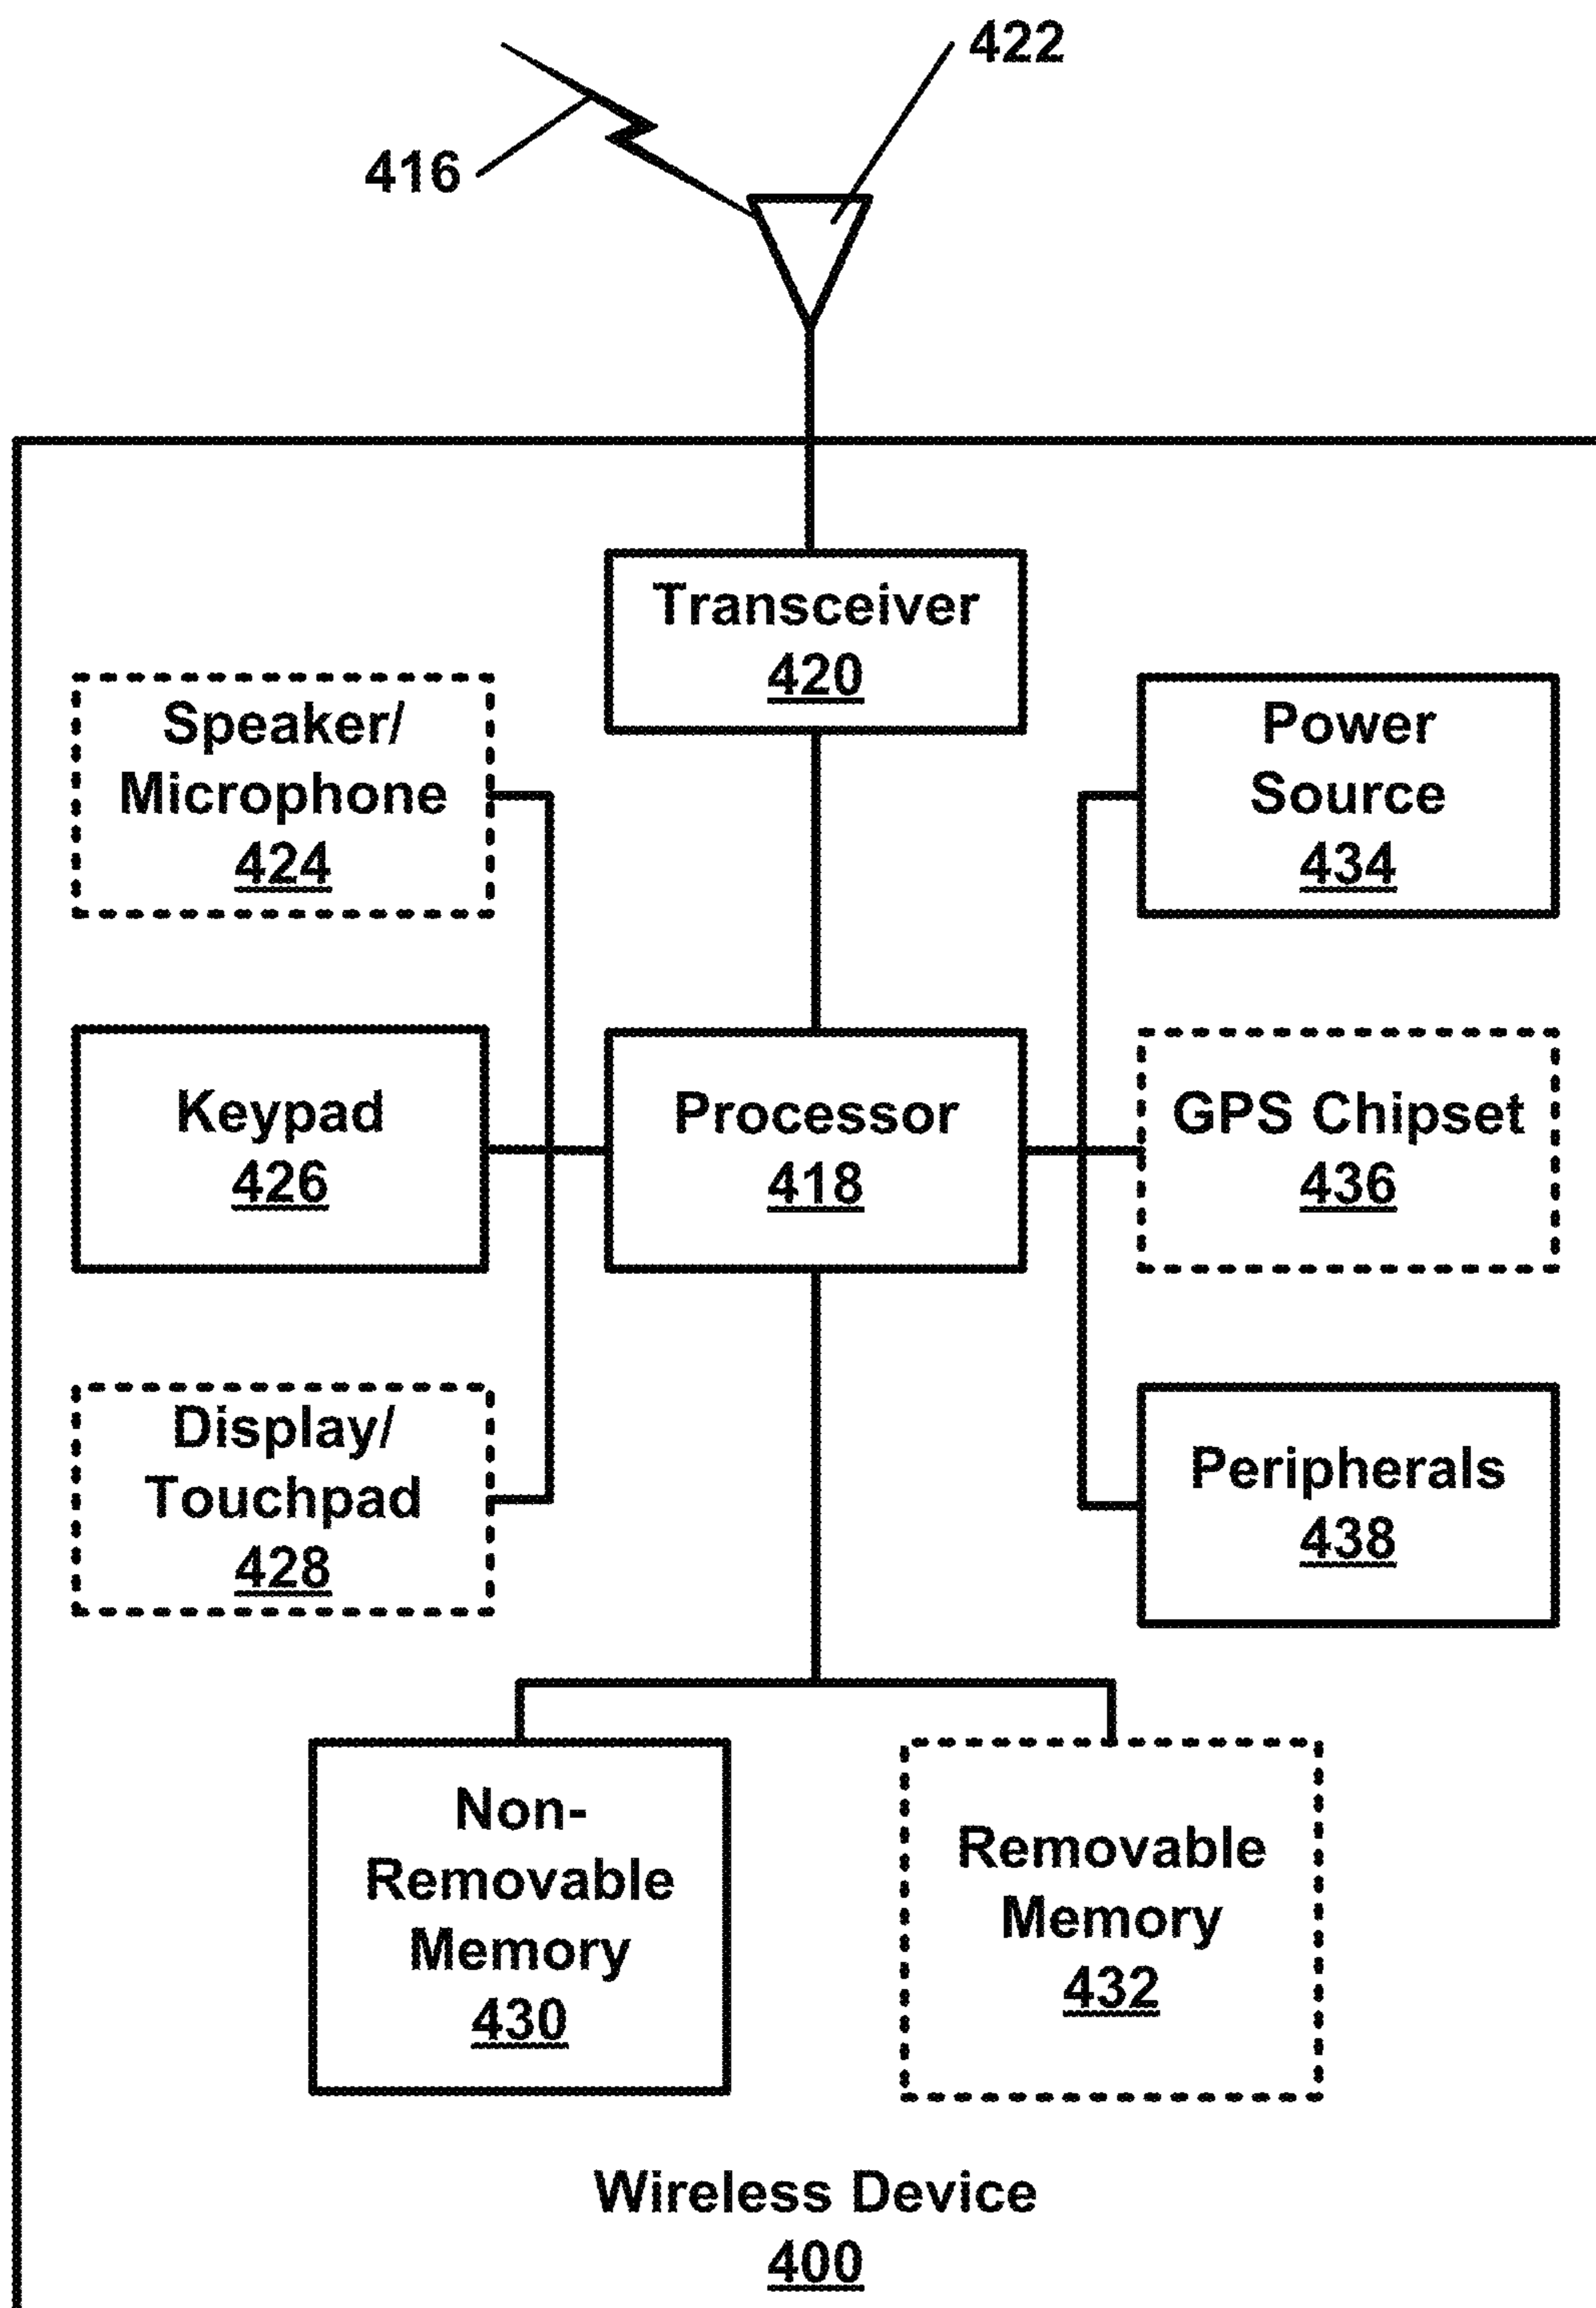 422
416
Transceiver
420
Speaker/
Microphone
424
Power
Source
434
Keypad
426
Processor
418
GPS Chipset
436
Display/
Touchpad
428
Peripherals
438
Non-
Removable
Memory
430
Removable
Memory
432
Wireless Device
400